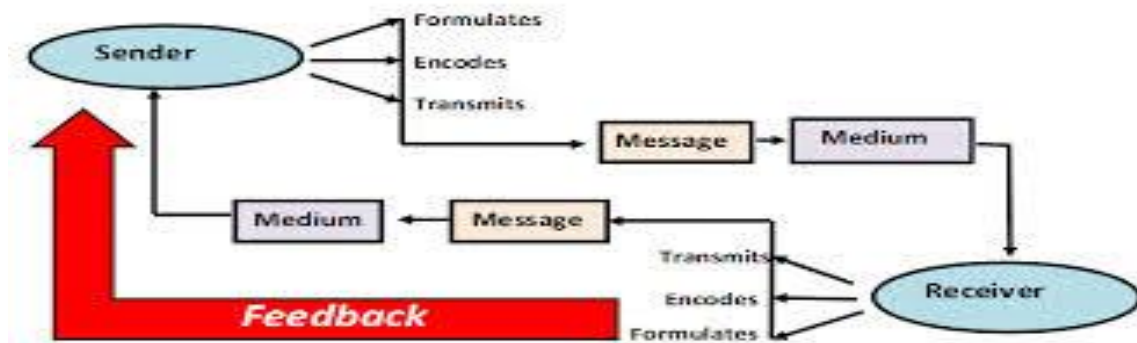 Formulates
Sender
Encodes
Transmits
Message
Medium
Medium
Message
Transmits
Receiver
Encodes
Feedback
Formulates